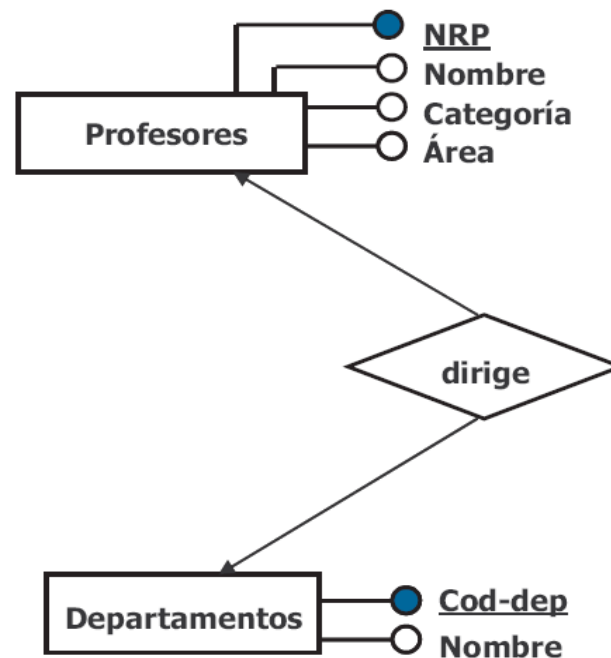 NRP
Nombre
Categoría
Área
Profesores
dirige
Departamentos
Cod-dep
Nombre